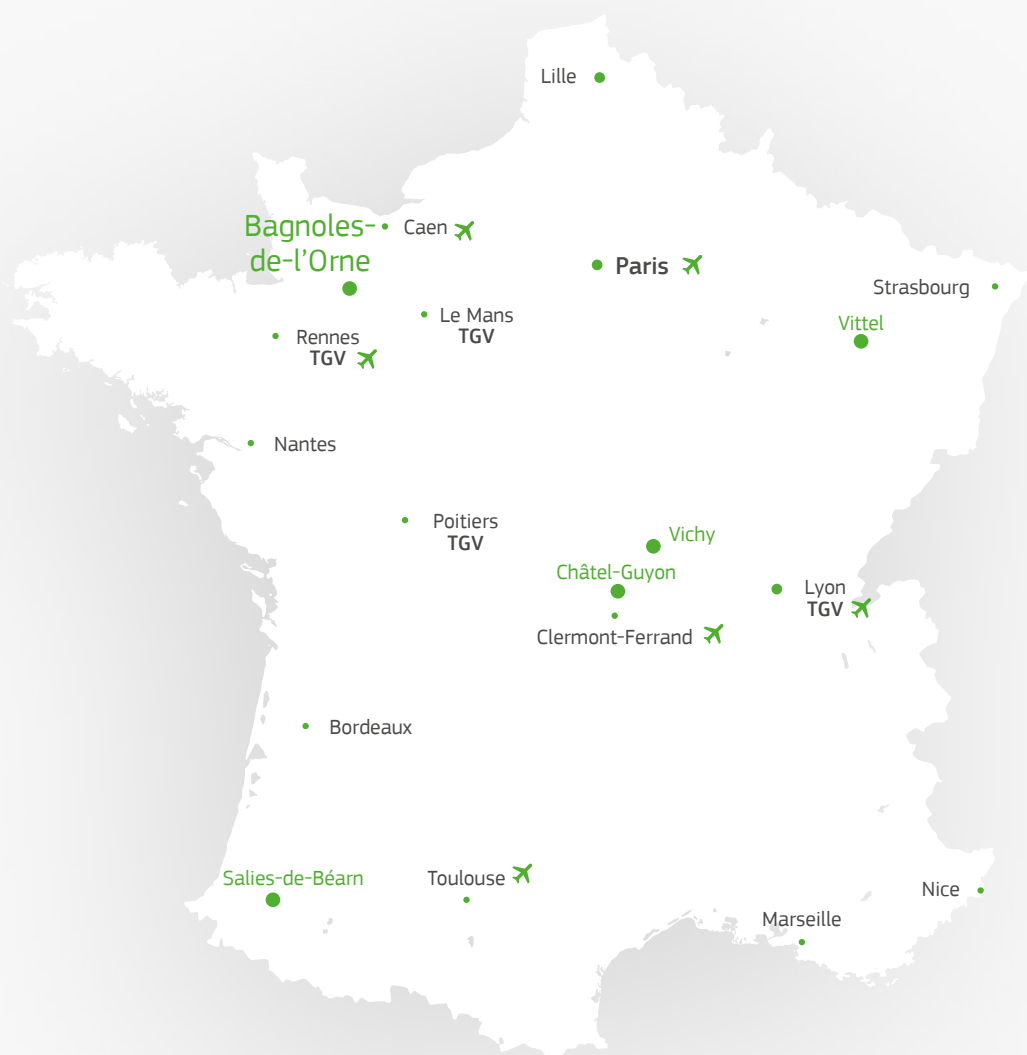 Lille
Bagnoles-
de-l'Orne
Caen
Paris
Strasbourg
Le Mans
TGV
Vittel
Rennes
TGV
Nantes
Poitiers
TGV
Vichy
Châtel-Guyon
Lyon
TGV
Clermont-Ferrand
Bordeaux
Salies-de-Béarn
Toulouse
Nice
Marseille